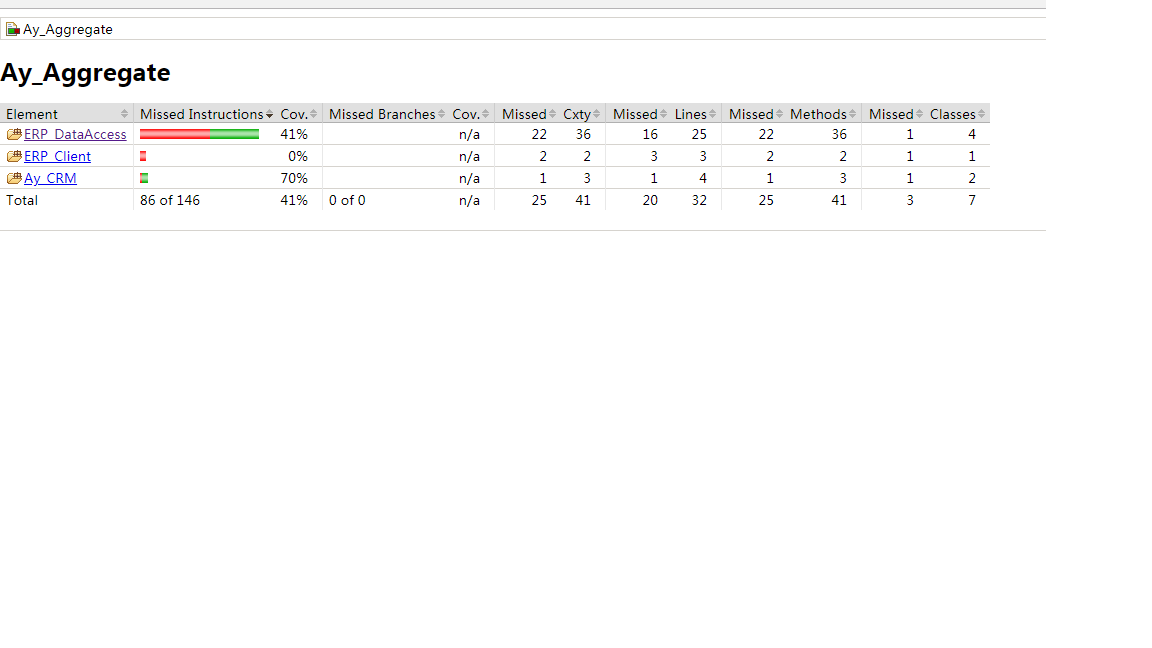 Ay_Aggregate
Ay_Aggregate
Element Missed Instructions Cov. Missed Branches Cov. Missed Cxty Missed Lines Missed Methods Missed Classes
ERP_DataAccess 41% n/a 22 36 16 25 22 36 1 4
ERP_Client 0% n/a 2 2 3 3 2 2 1 1
Ay_CRM 70% n/a 1 3 1 4 1 3 1 2
Total 86 of 146 41% 0 of 0 n/a 25 41 20 32 25 41 3 7